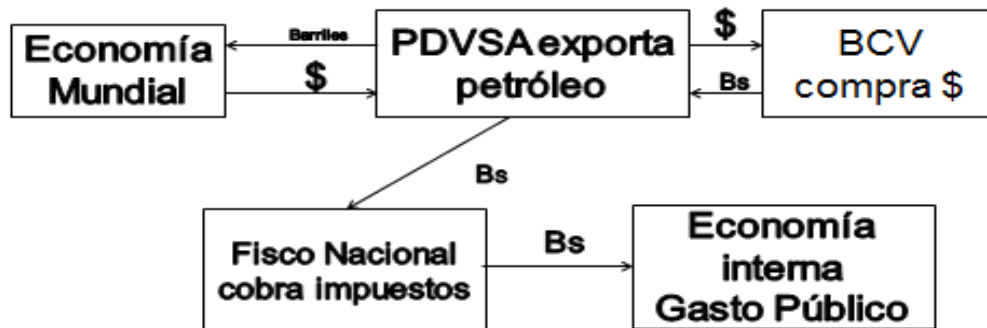 Economía
Mundial
Barriles
$
PDVSA exporta
petróleo
$
Bs
BCV
compra $
Bs
Fisco Nacional
cobra impuestos
Bs
Economía
interna
Gasto Público